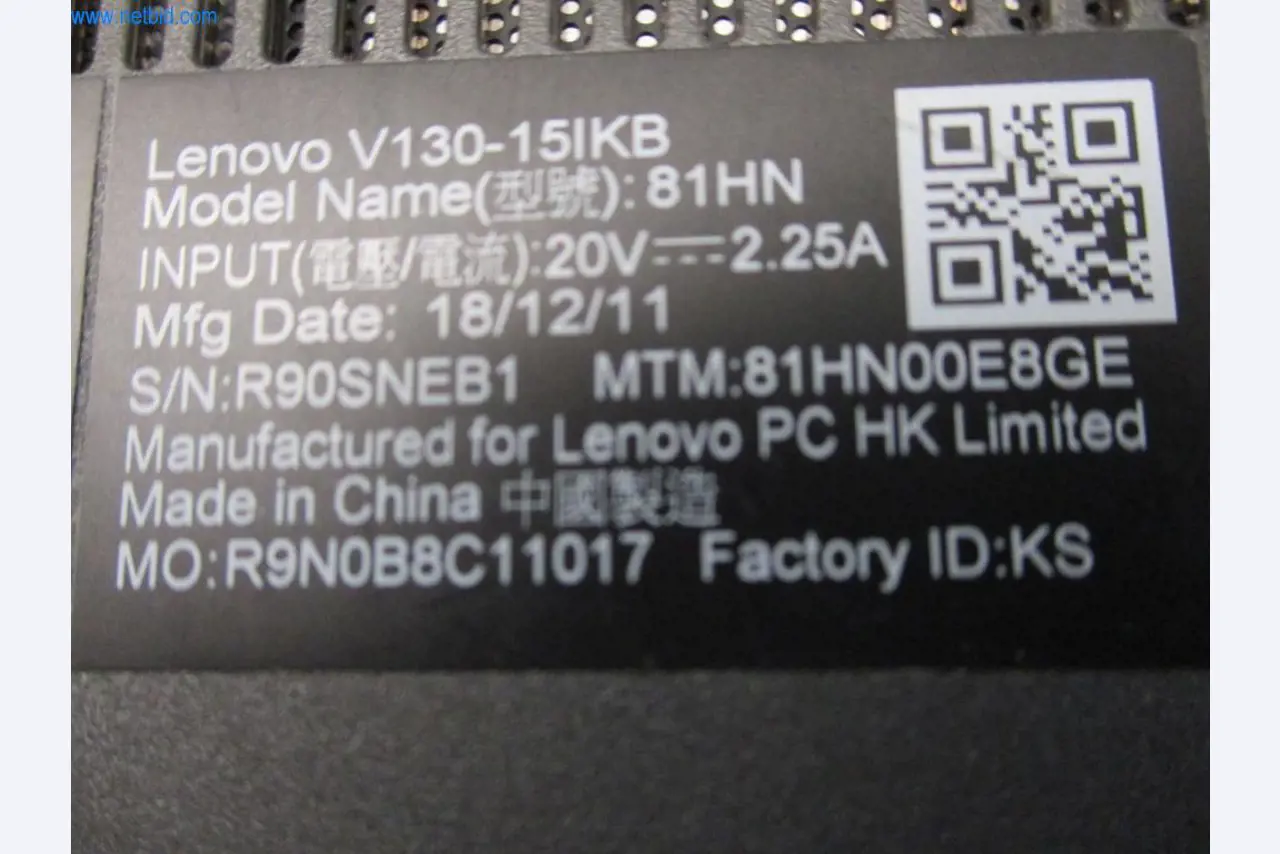 www.netbid.com
Lenovo V130-15IKB
Model Name(型號): 81HN
INPUT(電壓/電流):20V⎓2.25A
Mfg Date: 18/12/11
S/N:R90SNEB1 MTM:81HN00E8GE
Manufactured for Lenovo PC HK Limited
Made in China 中國製造
MO:R9N0B8C11017 Factory ID:KS